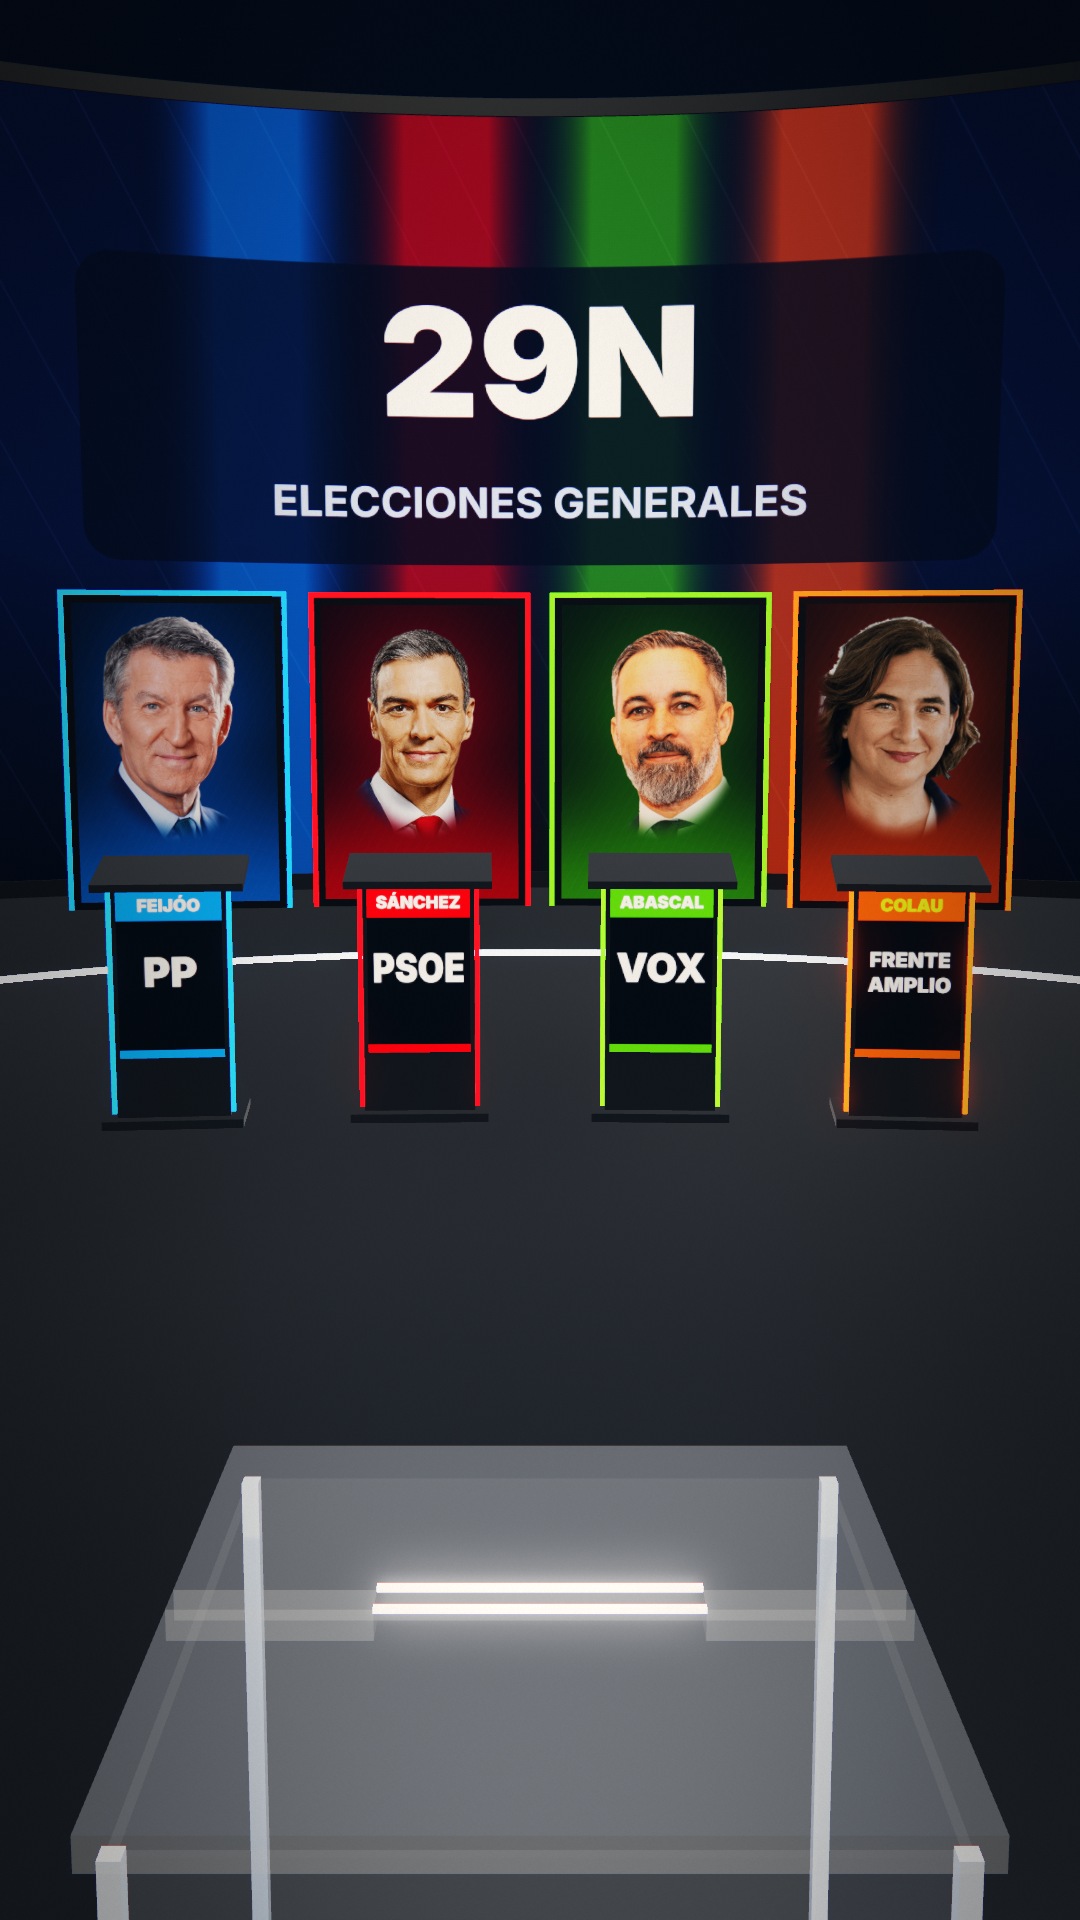 29N
ELECCIONES GENERALES
FEIJÓO
PP
SÁNCHEZ
PSOE
ABASCAL
VOX
COLAU
FRENTE
AMPLIO